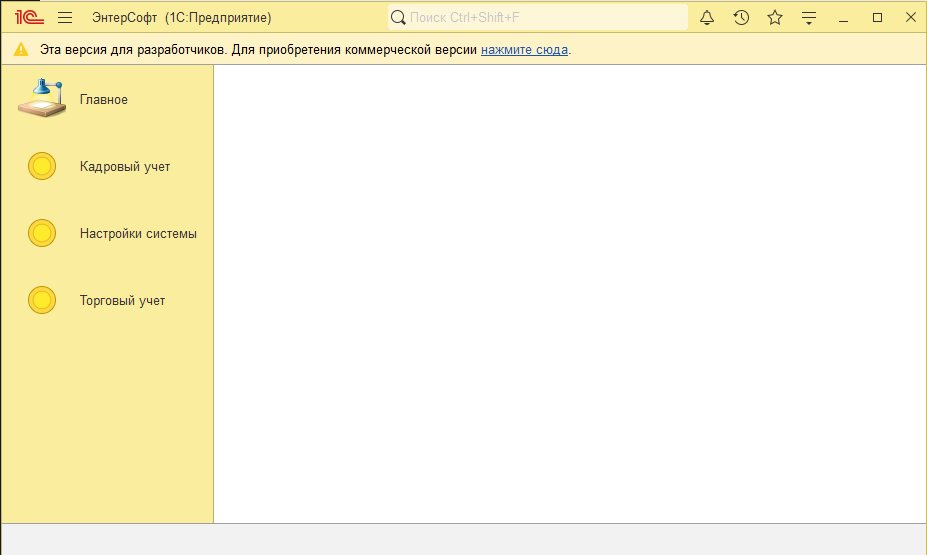 1С ЭнтерСофт (1С:Предприятие) Поиск Ctrl+Shift+F
Эта версия для разработчиков. Для приобретения коммерческой версии нажмите сюда.
Главное
Кадровый учет
Настройки системы
Торговый учет